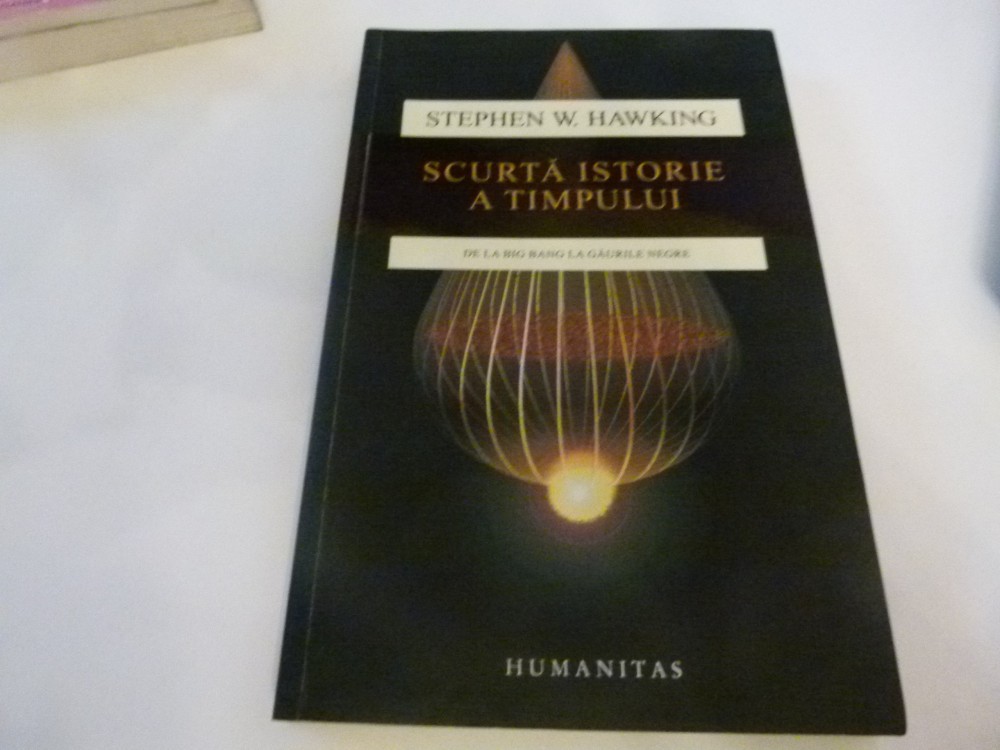 STEPHEN W. HAWKING
SCURTĂ ISTORIE
A TIMPULUI
DE LA BIG BANG LA GĂURILE NEGRE
HUMANITAS